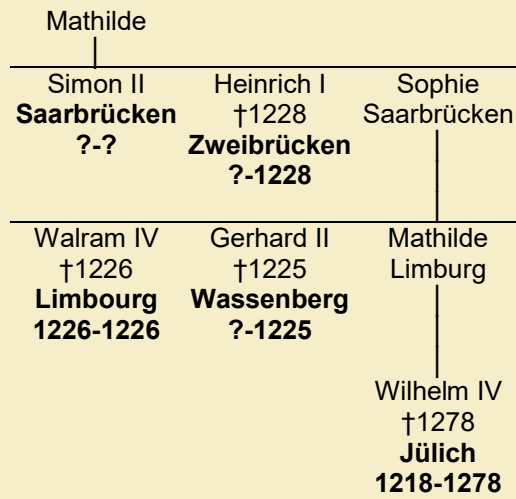 Mathilde
Simon II Heinrich I Sophie
Saarbrücken †1228 Saarbrücken
?-? Zweibrücken
?-1228
Walram IV Gerhard II Mathilde
†1226 †1225 Limburg
Limbourg Wassenberg
1226-1226 ?-1225
Wilhelm IV
†1278
Jülich
1218-1278